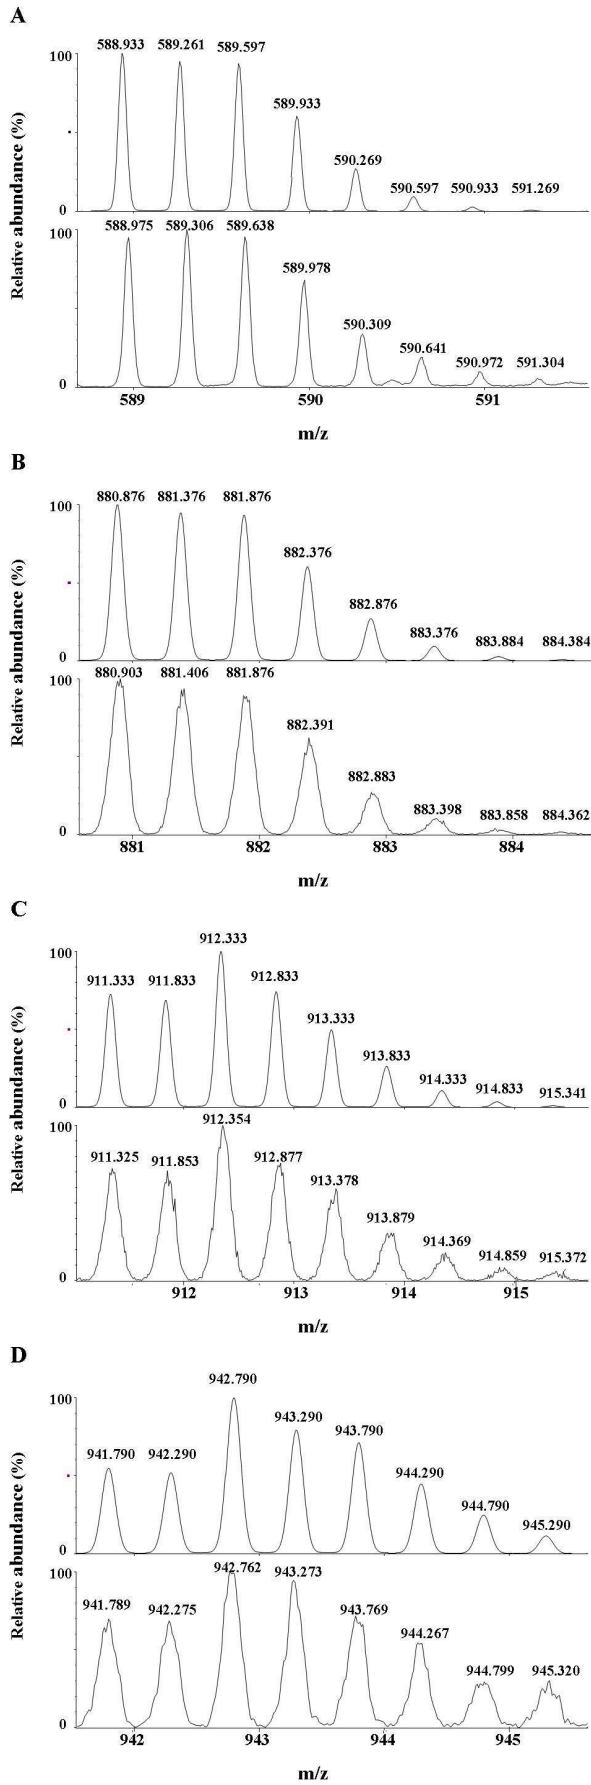 A
588.933 589.261 589.597
100
589.933
590.269
590.597 590.933 591.269
0
Relative abundance (%)
588.975 589.306 589.638
100
589.978
590.309
590.641
590.972 591.304
0
589 590 591
m/z
B
880.876 881.376 881.876
100
882.376
882.876
883.376
883.884 884.384
0
Relative abundance (%)
880.903 881.406 881.876
100
882.391
882.883
883.398
883.858 884.362
0
881 882 883 884
m/z
C
912.333
100
911.333 911.833 912.833
913.333
913.833
914.333
914.833 915.341
0
Relative abundance (%)
912.354
100
911.325 911.853 912.877
913.378
913.879
914.369
914.859 915.372
0
912 913 914 915
m/z
D
942.790
100
943.290
943.790
941.790 942.290
944.290
944.790
945.290
0
Relative abundance (%)
942.762 943.273
100
941.789 942.275 943.769
944.267
944.799 945.320
0
942 943 944 945
m/z